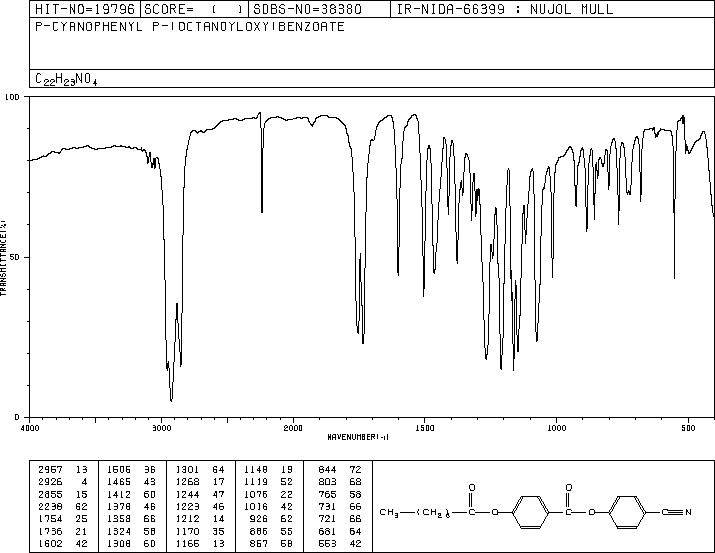 HIT-NO=19796 SCORE= ( ) SDBS-NO=38380 IR-NIDA-66399 : NUJOL MULL
P-CYANOPHENYL P-(OCTANOYLOXY)BENZOATE
C22H23NO4
100
50
0
TRANSMITTANCE(%)
4000 3000 2000 1500 1000 500
WAVENUMBER(-1)
2957 13 1506 36 1301 64 1148 19 844 72
2926 4 1465 43 1268 17 1119 52 803 68
2855 15 1412 60 1244 47 1076 22 765 58
2238 62 1378 46 1223 46 1016 42 731 66
1754 25 1358 66 1212 14 926 62 721 66
1736 21 1324 58 1170 35 886 55 681 64
1602 42 1308 60 1165 13 857 58 553 42
CH3 (CH2)6 C O O C O O C≡N